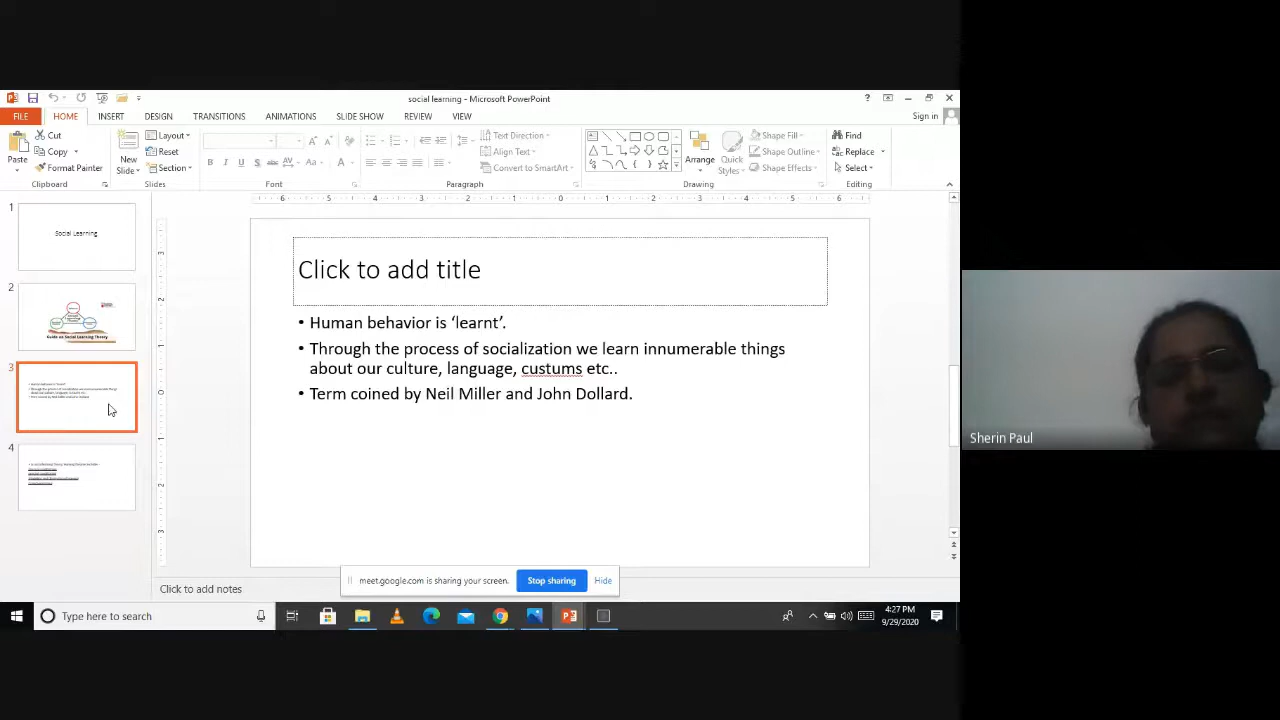 social learning - Microsoft PowerPoint
Sign in
FILE HOME INSERT DESIGN TRANSITIONS ANIMATIONS SLIDE SHOW REVIEW VIEW
Paste
Cut
Copy
Format Painter
Clipboard
New
Slide
Layout
Reset
Section
Slides
Font
Text Direction
Align Text
Convert to SmartArt
Paragraph
Arrange
Quick
Styles
Shape Fill
Shape Outline
Shape Effects
Drawing
Find
Replace
Select
Editing
1
Social Learning
2
Guide on Social Learning Theory
3
4
Click to add title
• Human behavior is ‘learnt’.
• Through the process of socialization we learn innumerable things
about our culture, language, custums etc..
• Term coined by Neil Miller and John Dollard.
Sherin Paul
meet.google.com is sharing your screen. Stop sharing Hide
Click to add notes
Type here to search
4:27 PM
9/29/2020